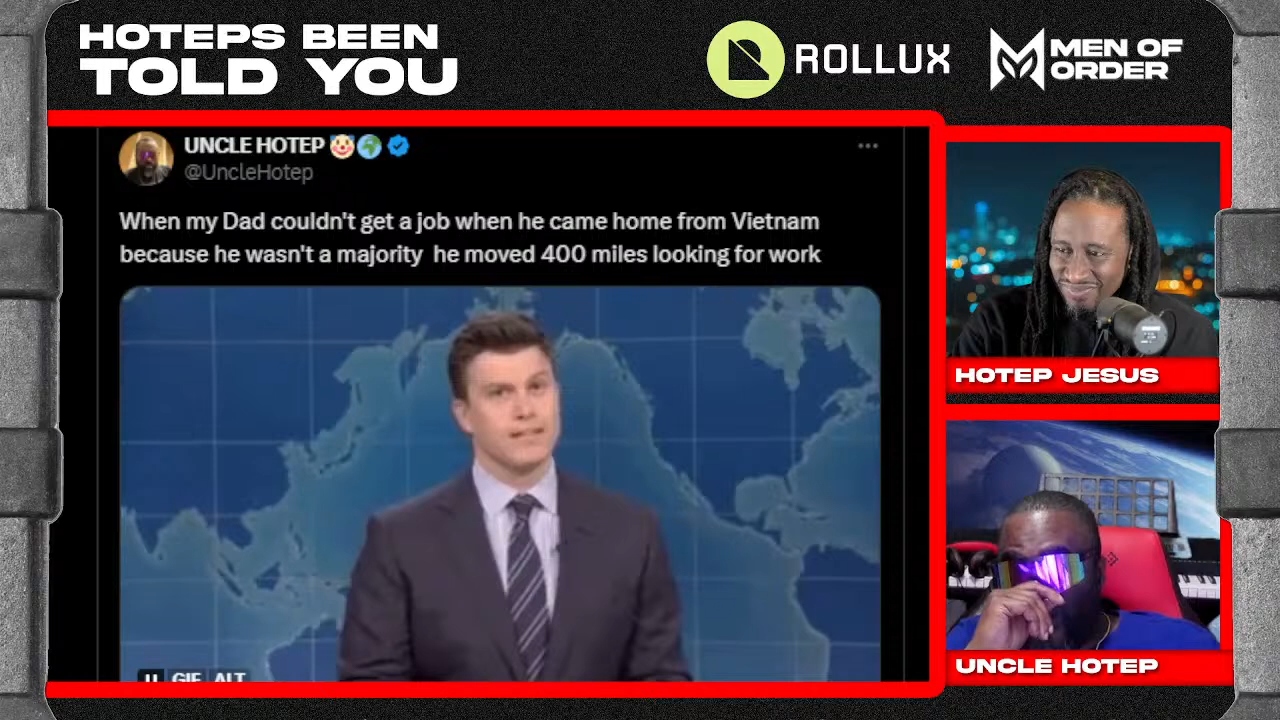 HOTEPS BEEN
TOLD YOU
ROLLUX
MEN OF
ORDER
UNCLE HOTEP
@UncleHotep
When my Dad couldn't get a job when he came home from Vietnam
because he wasn't a majority  he moved 400 miles looking for work
GIF ALT
HOTEP JESUS
UNCLE HOTEP